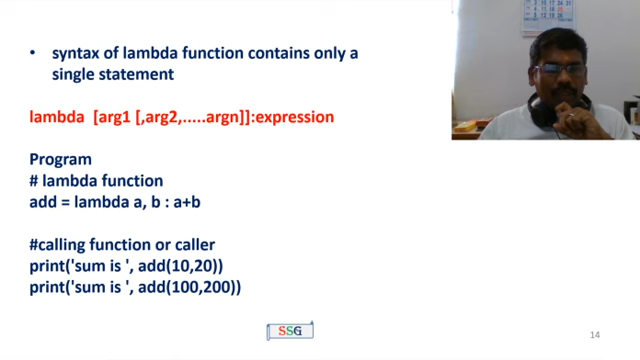 • syntax of lambda function contains only a
single statement
lambda  [arg1 [,arg2,.....argn]]:expression
Program
# lambda function
add = lambda a, b : a+b
#calling function or caller
print('sum is ', add(10,20))
print('sum is ', add(100,200))
SSG
14